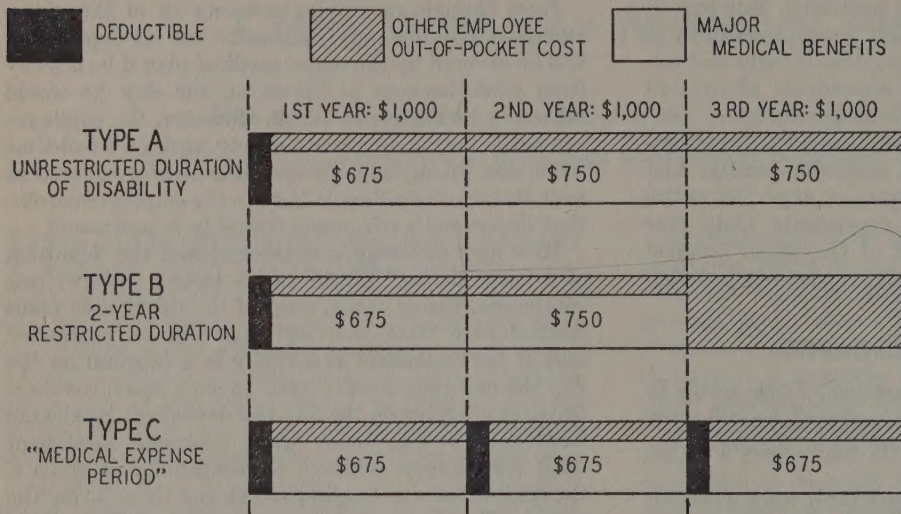 DEDUCTIBLE
OTHER EMPLOYEE
OUT-OF-POCKET COST
MAJOR
MEDICAL BENEFITS
1ST YEAR: $1,000
2ND YEAR: $1,000
3RD YEAR: $1,000
TYPE A
UNRESTRICTED DURATION
OF DISABILITY
$675
$750
$750
TYPE B
2-YEAR
RESTRICTED DURATION
$675
$750
TYPE C
"MEDICAL EXPENSE
PERIOD"
$675
$675
$675